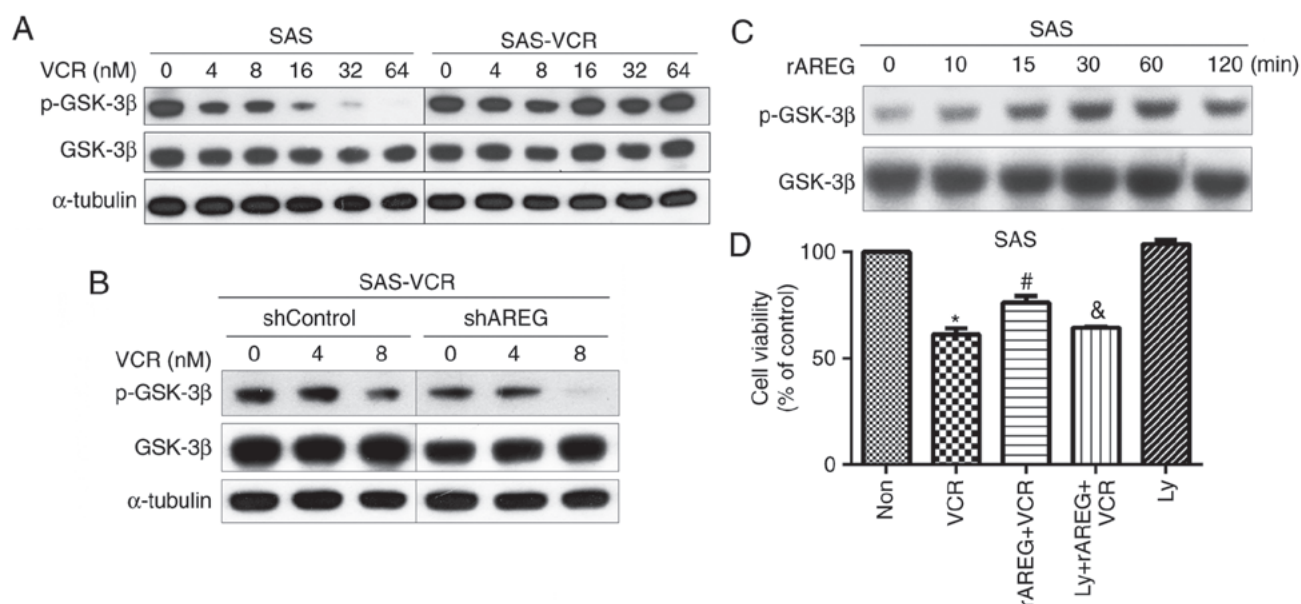 A
SAS SAS-VCR
VCR (nM) 0 4 8 16 32 64 0 4 8 16 32 64
p-GSK-3β
GSK-3β
α-tubulin
B
SAS-VCR
shControl shAREG
VCR (nM) 0 4 8 0 4 8
p-GSK-3β
GSK-3β
α-tubulin
C
SAS
rAREG 0 10 15 30 60 120 (min)
p-GSK-3β
GSK-3β
D
SAS
Cell viability
(% of control)
100
50
0
*
#
&
Non
VCR
rAREG+VCR
Ly+rAREG+
VCR
Ly